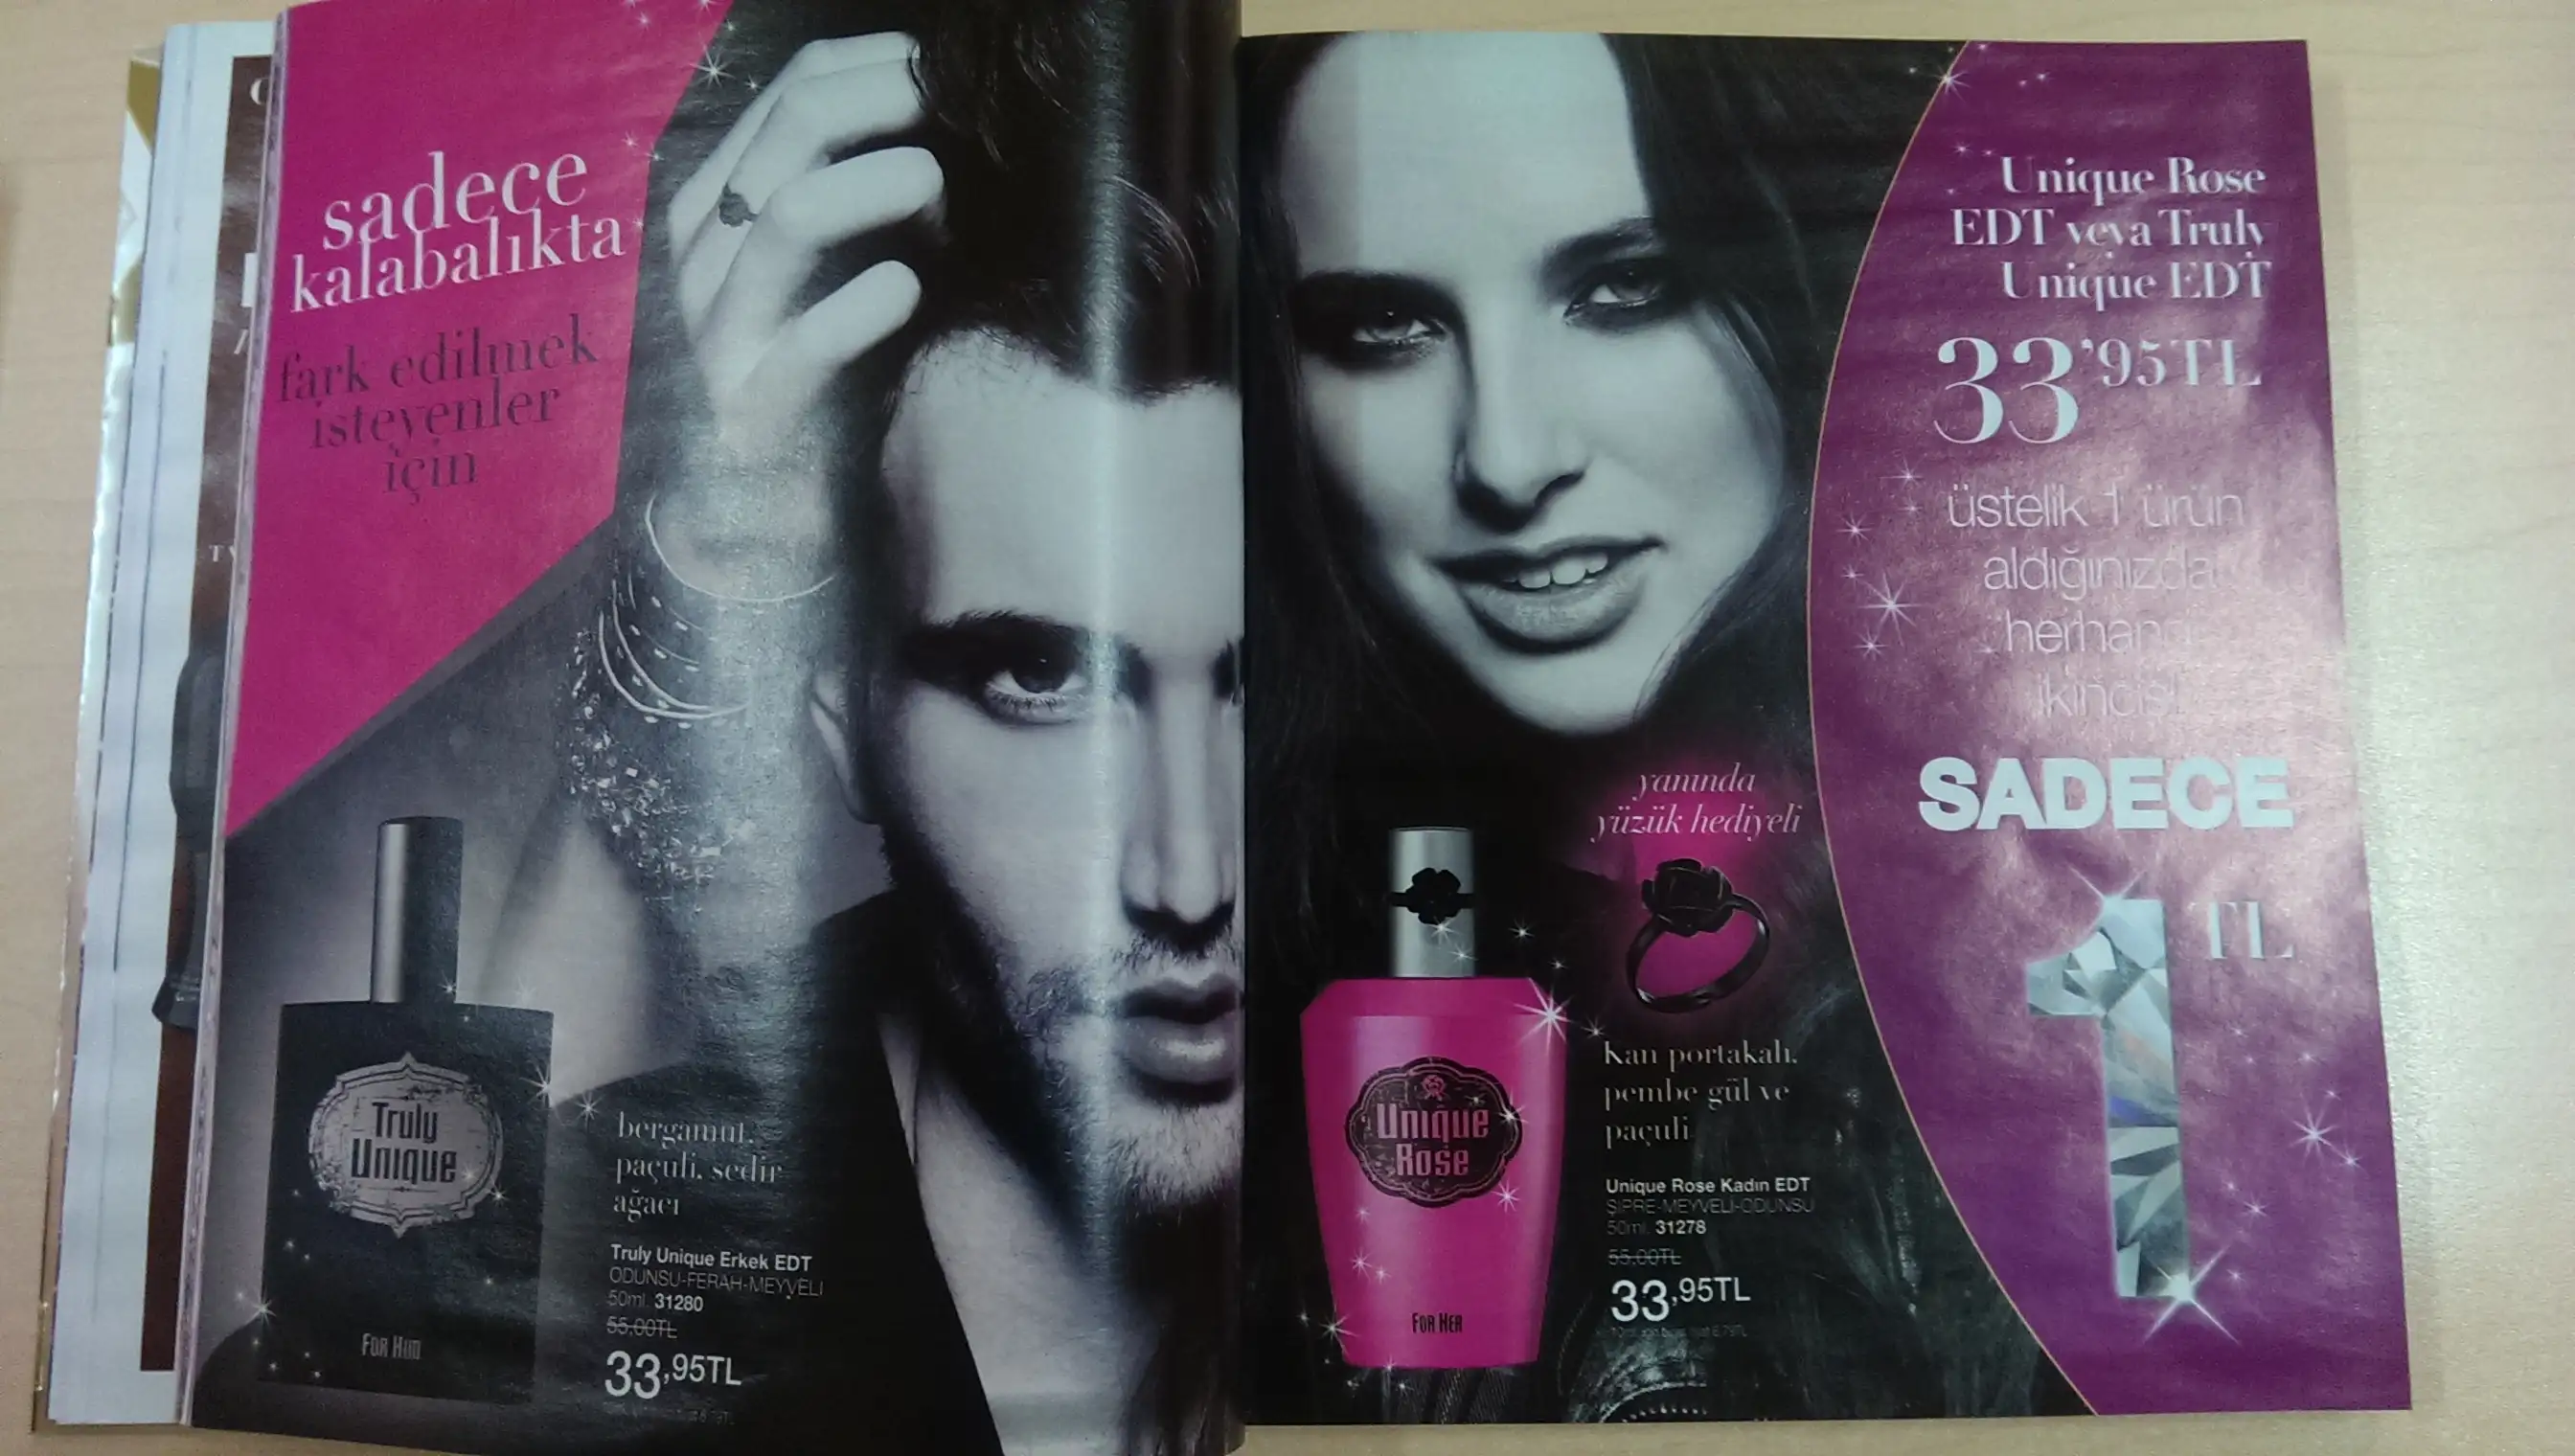 sadece
kalabalıkta
fark edilmek
isteyenler
için
Truly
Unique
FOR HIM
bergamut,
paçuli, sedir
ağacı
Truly Unique Erkek EDT
ODUNSU-FERAH-MEYVELİ
50ml. 31280
55,00TL
33,95TL
yanında
yüzük hediyeli
Unique
Rose
FOR HER
Kan portakalı,
pembe gül ve
paçuli
Unique Rose Kadın EDT
ŞİPRE-MEYVELİ-ODUNSU
50ml. 31278
55,00TL
33,95TL
Unique Rose
EDT veya Truly
Unique EDT
33’95TL
üstelik 1 ürün
aldığınızda
ikincisi
SADECE
1 TL